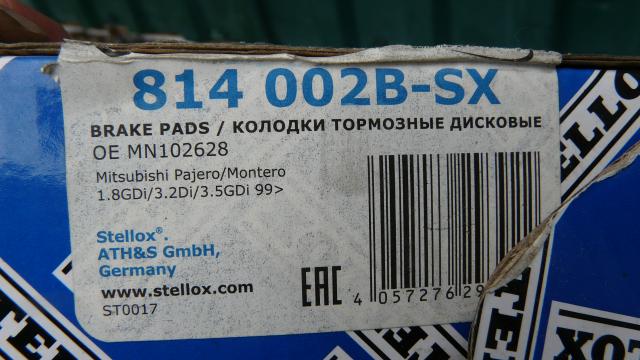 814 002B-SX
BRAKE PADS / КОЛОДКИ ТОРМОЗНЫЕ ДИСКОВЫЕ
OE MN102628
Mitsubishi Pajero/Montero
1.8GDi/3.2Di/3.5GDi 99>
Stellox®.
ATH&S GmbH,
Germany
www.stellox.com
ST0017
EAC
4 057276 29
STELLO